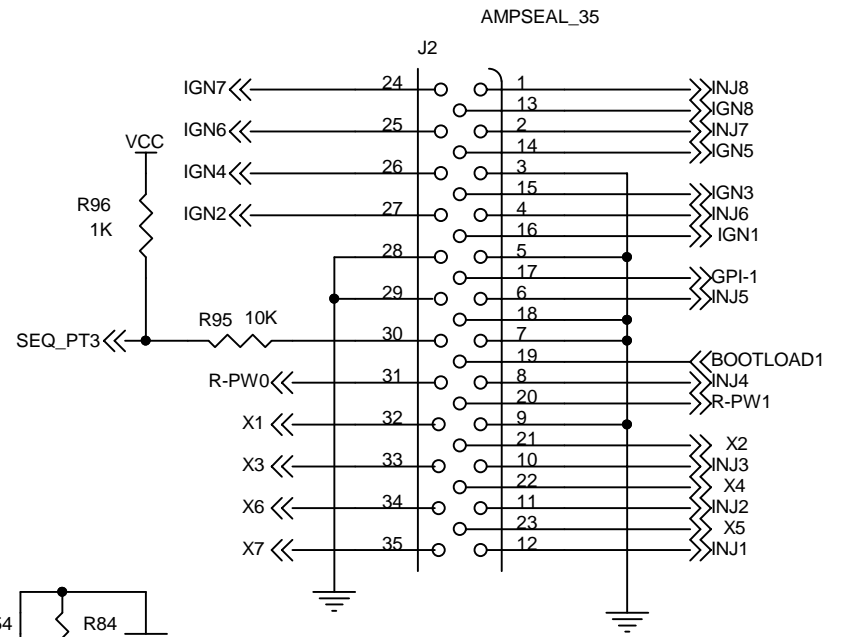 AMPSEAL_35
J2
IGN7 24 1 INJ8
13 IGN8
IGN6 25 2 INJ7
14 IGN5
VCC
IGN4 26 3
15 IGN3
R96
1K
IGN2 27 4 INJ6
16 IGN1
28 5
17 GPI-1
29 6 INJ5
18
R95 10K
SEQ_PT3 30 7
19 BOOTLOAD1
R-PW0 31 8 INJ4
20 R-PW1
X1 32 9
21 X2
X3 33 10 INJ3
22 X4
X6 34 11 INJ2
23 X5
X7 35 12 INJ1
R84